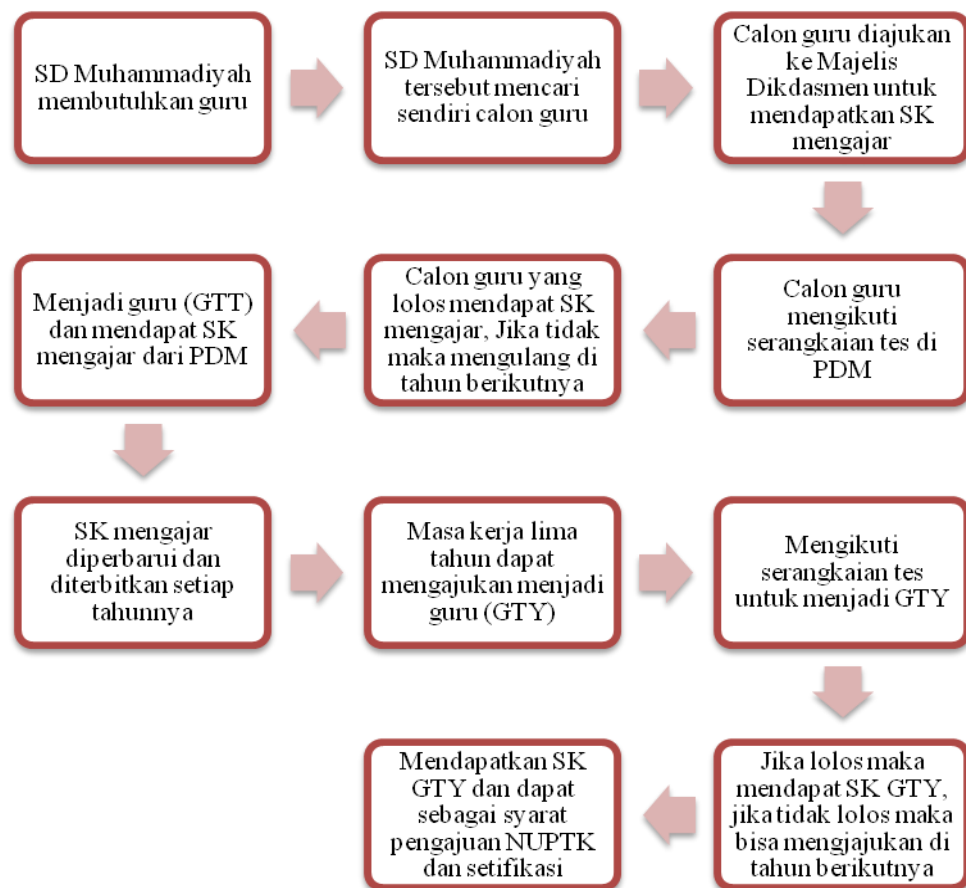 SD Muhammadiyah
membutuhkan guru
SD Muhammadiyah
tersebut mencari
sendiri calon guru
Calon guru diajukan
ke Majelis
Dikdasmen untuk
mendapatkan SK
mengajar
Calon guru
mengikuti
serangkaian tes di
PDM
Calon guru yang
lolos mendapat SK
mengajar, Jika tidak
maka mengulang di
tahun berikutnya
Menjadi guru (GTT)
dan mendapat SK
mengajar dari PDM
SK mengajar
diperbarui dan
diterbitkan setiap
tahunnya
Masa kerja lima
tahun dapat
mengajukan menjadi
guru (GTY)
Mengikuti
serangkaian tes
untuk menjadi GTY
Jika lolos maka
mendapat SK GTY,
jika tidak lolos maka
bisa mengjajukan di
tahun berikutnya
Mendapatkan SK
GTY dan dapat
sebagai syarat
pengajuan NUPTK
dan setifikasi